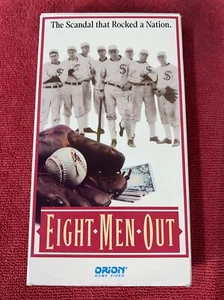 The Scandal that Rocked a Nation.
EIGHT·MEN·OUT
ORION
HOME VIDEO